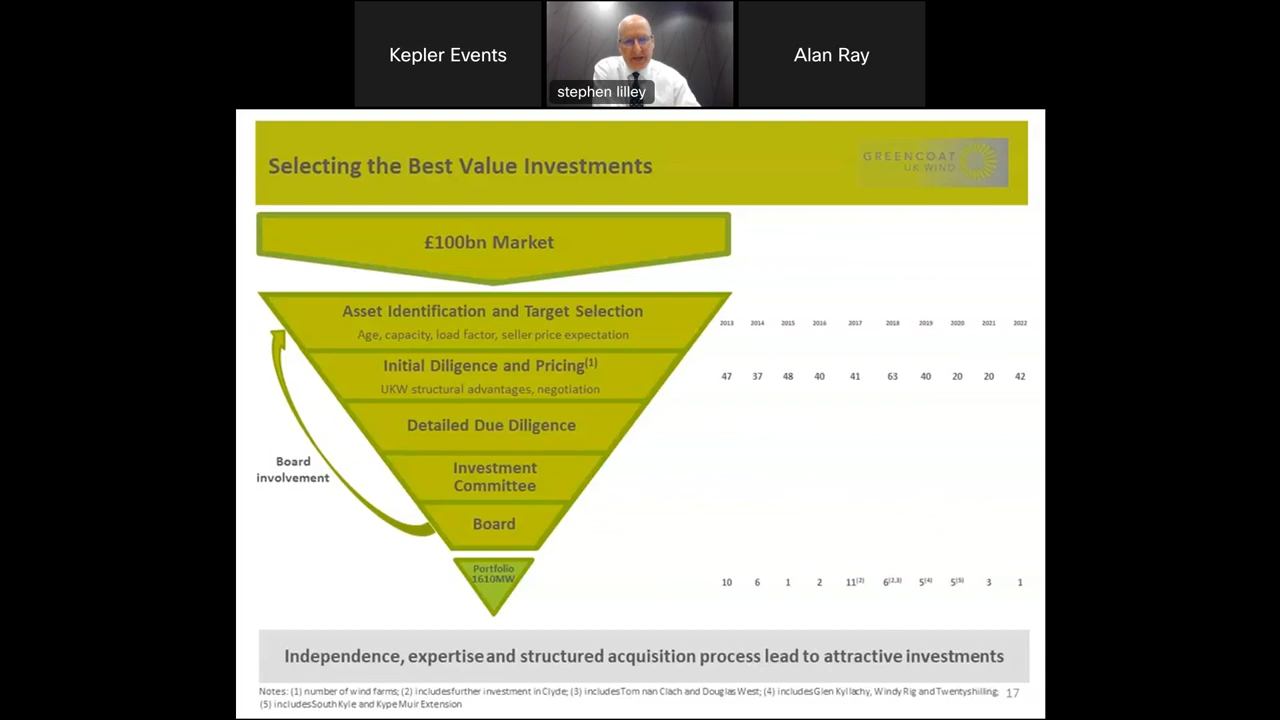 Kepler Events
stephen lilley
Alan Ray
Selecting the Best Value Investments
GREENCOAT
UK WIND
£100bn Market
Asset Identification and Target Selection
Age, capacity, load factor, seller price expectation
2013 2014 2015 2016 2017 2018 2019 2020 2021 2022
Initial Diligence and Pricing(1)
UKW structural advantages, negotiation
47 37 48 40 41 63 40 20 20 42
Detailed Due Diligence
Board
involvement
Investment
Committee
Board
Portfolio
1610MW
10 6 1 2 11(2) 6(2,3) 5(4) 5(5) 3 1
Independence, expertise and structured acquisition process lead to attractive investments
Notes: (1) number of wind farms; (2) includes further investment in Clyde; (3) includes Tom nan Clach and Douglas West; (4) includes Glen Kyllachy, Windy Rig and Twentyshilling; 17
(5) includes South Kyle and Kype Muir Extension